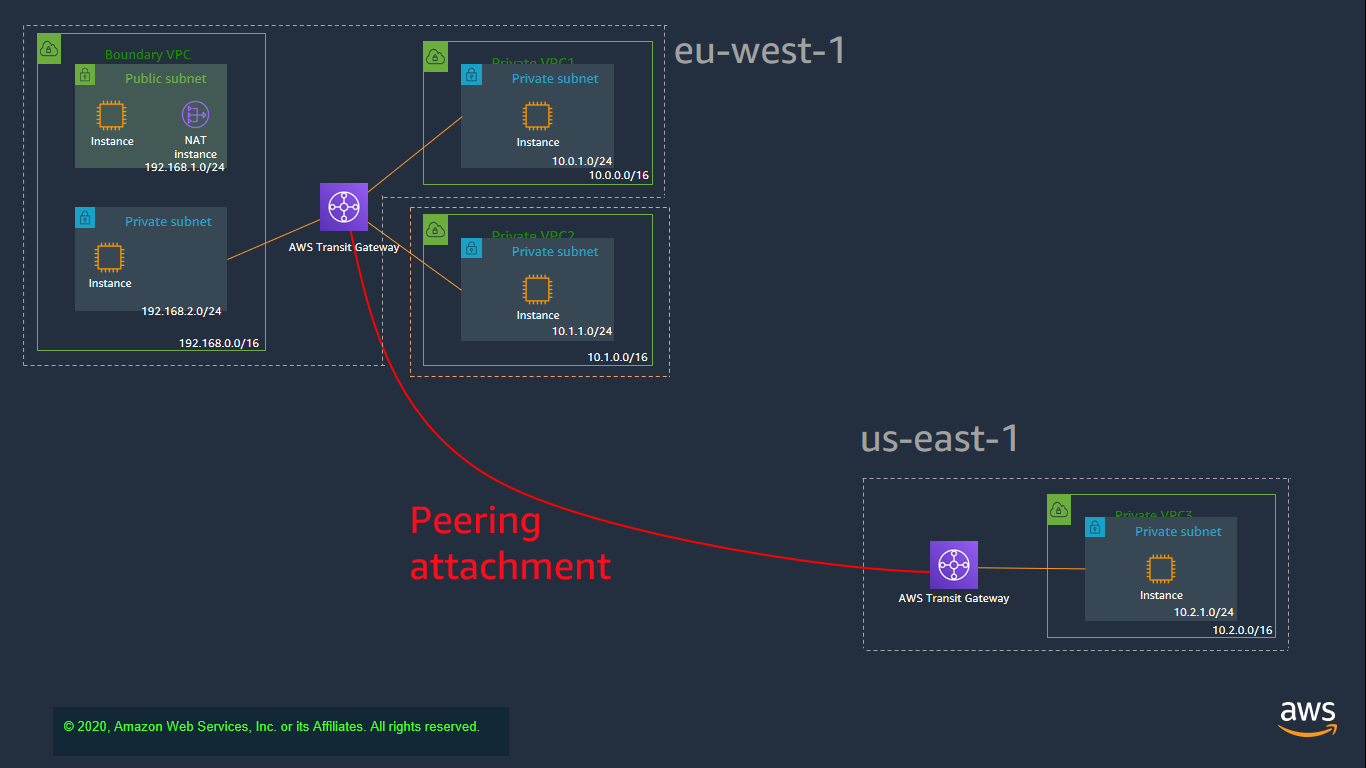 eu-west-1
Boundary VPC
Public subnet
Instance
NAT
instance
192.168.1.0/24
Private subnet
Instance
192.168.2.0/24
192.168.0.0/16
AWS Transit Gateway
Private VPC1
Private subnet
Instance
10.0.1.0/24
10.0.0.0/16
Private VPC2
Private subnet
Instance
10.1.1.0/24
10.1.0.0/16
Peering
attachment
us-east-1
AWS Transit Gateway
Private VPC3
Private subnet
Instance
10.2.1.0/24
10.2.0.0/16
© 2020, Amazon Web Services, Inc. or its Affiliates. All rights reserved.
aws